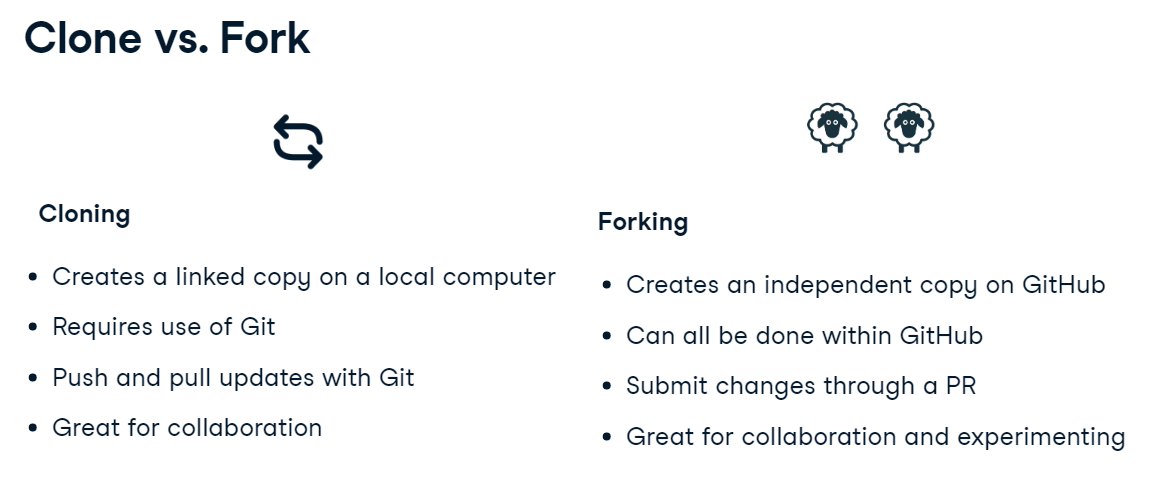 Clone vs. Fork
Cloning
Creates a linked copy on a local computer
Requires use of Git
Push and pull updates with Git
Great for collaboration
Forking
Creates an independent copy on GitHub
Can all be done within GitHub
Submit changes through a PR
Great for collaboration and experimenting